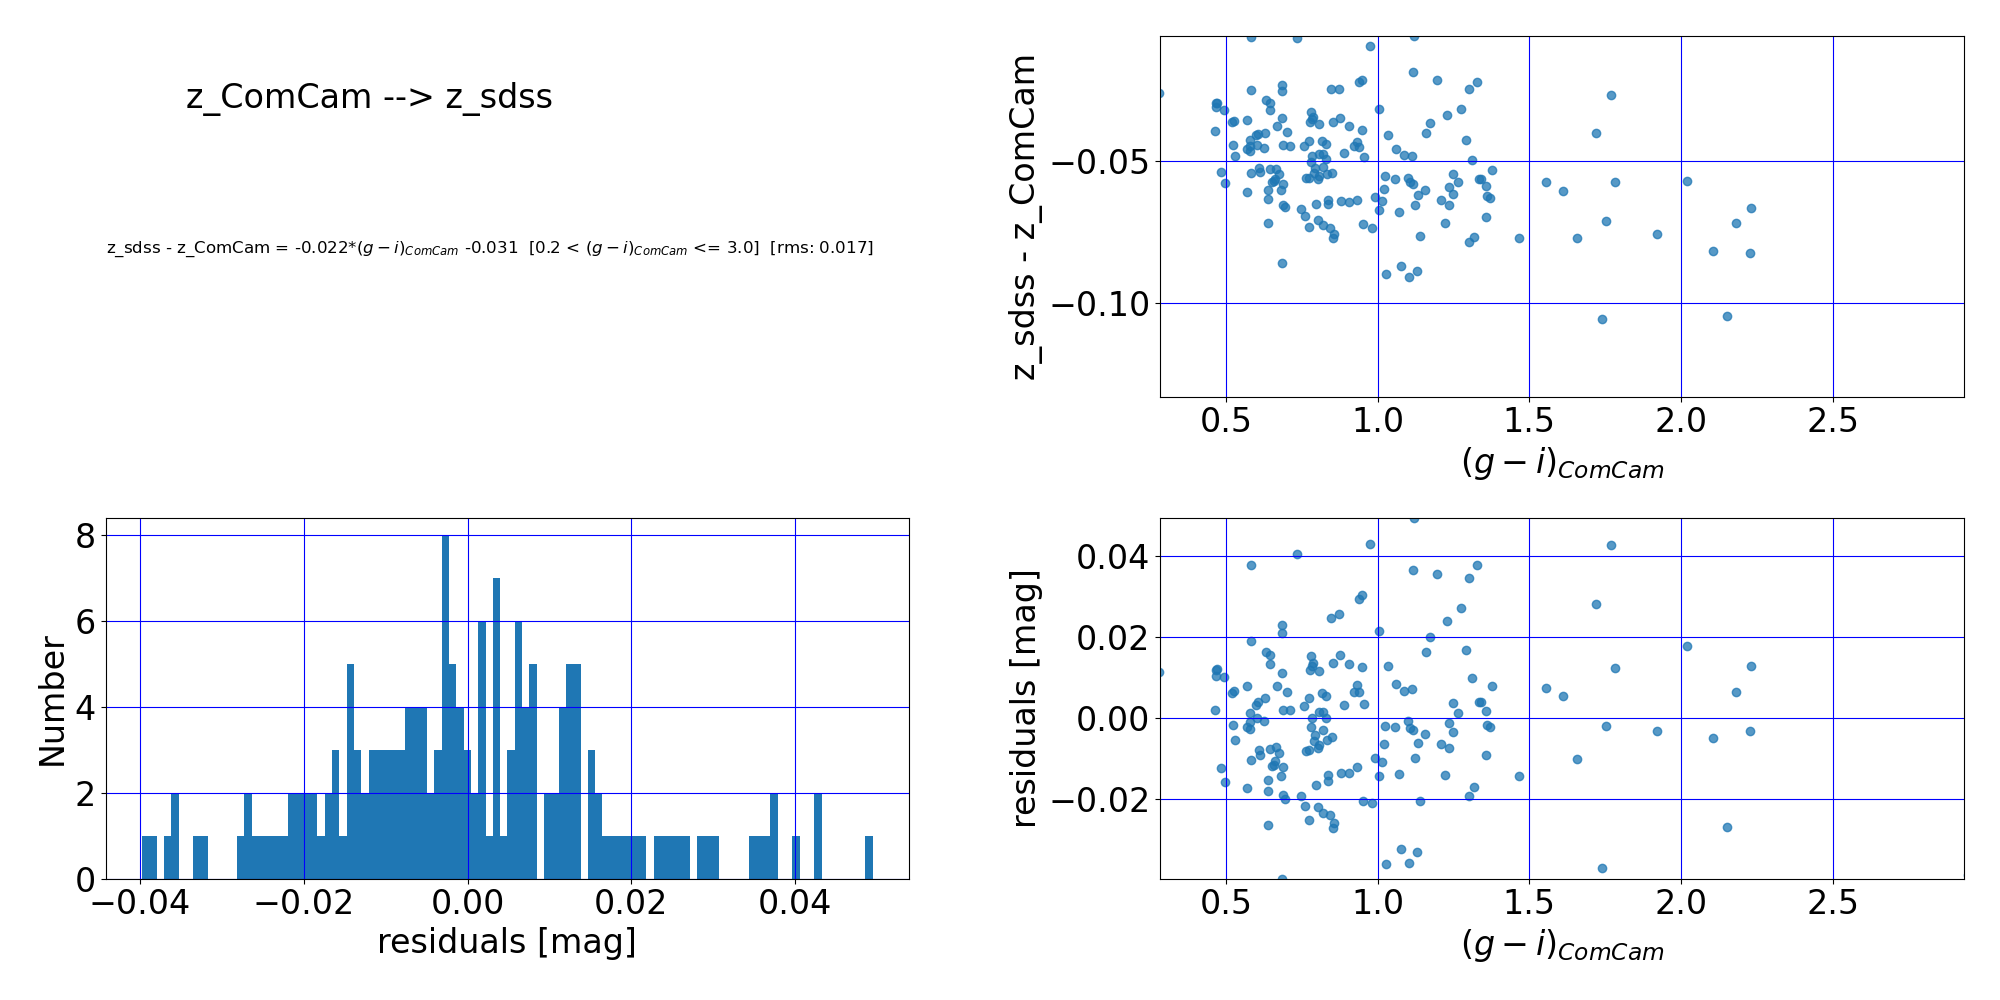 z_ComCam --> z_sdss
z_sdss - z_ComCam = -0.022*(g − i)ComCam -0.031 [0.2 < (g − i)ComCam <= 3.0] [rms: 0.017]
z_sdss - z_ComCam
−0.05
−0.10
0.5 1.0 1.5 2.0 2.5
(g − i)ComCam
Number
8
6
4
2
0
−0.04 −0.02 0.00 0.02 0.04
residuals [mag]
residuals [mag]
0.04
0.02
0.00
−0.02
0.5 1.0 1.5 2.0 2.5
(g − i)ComCam